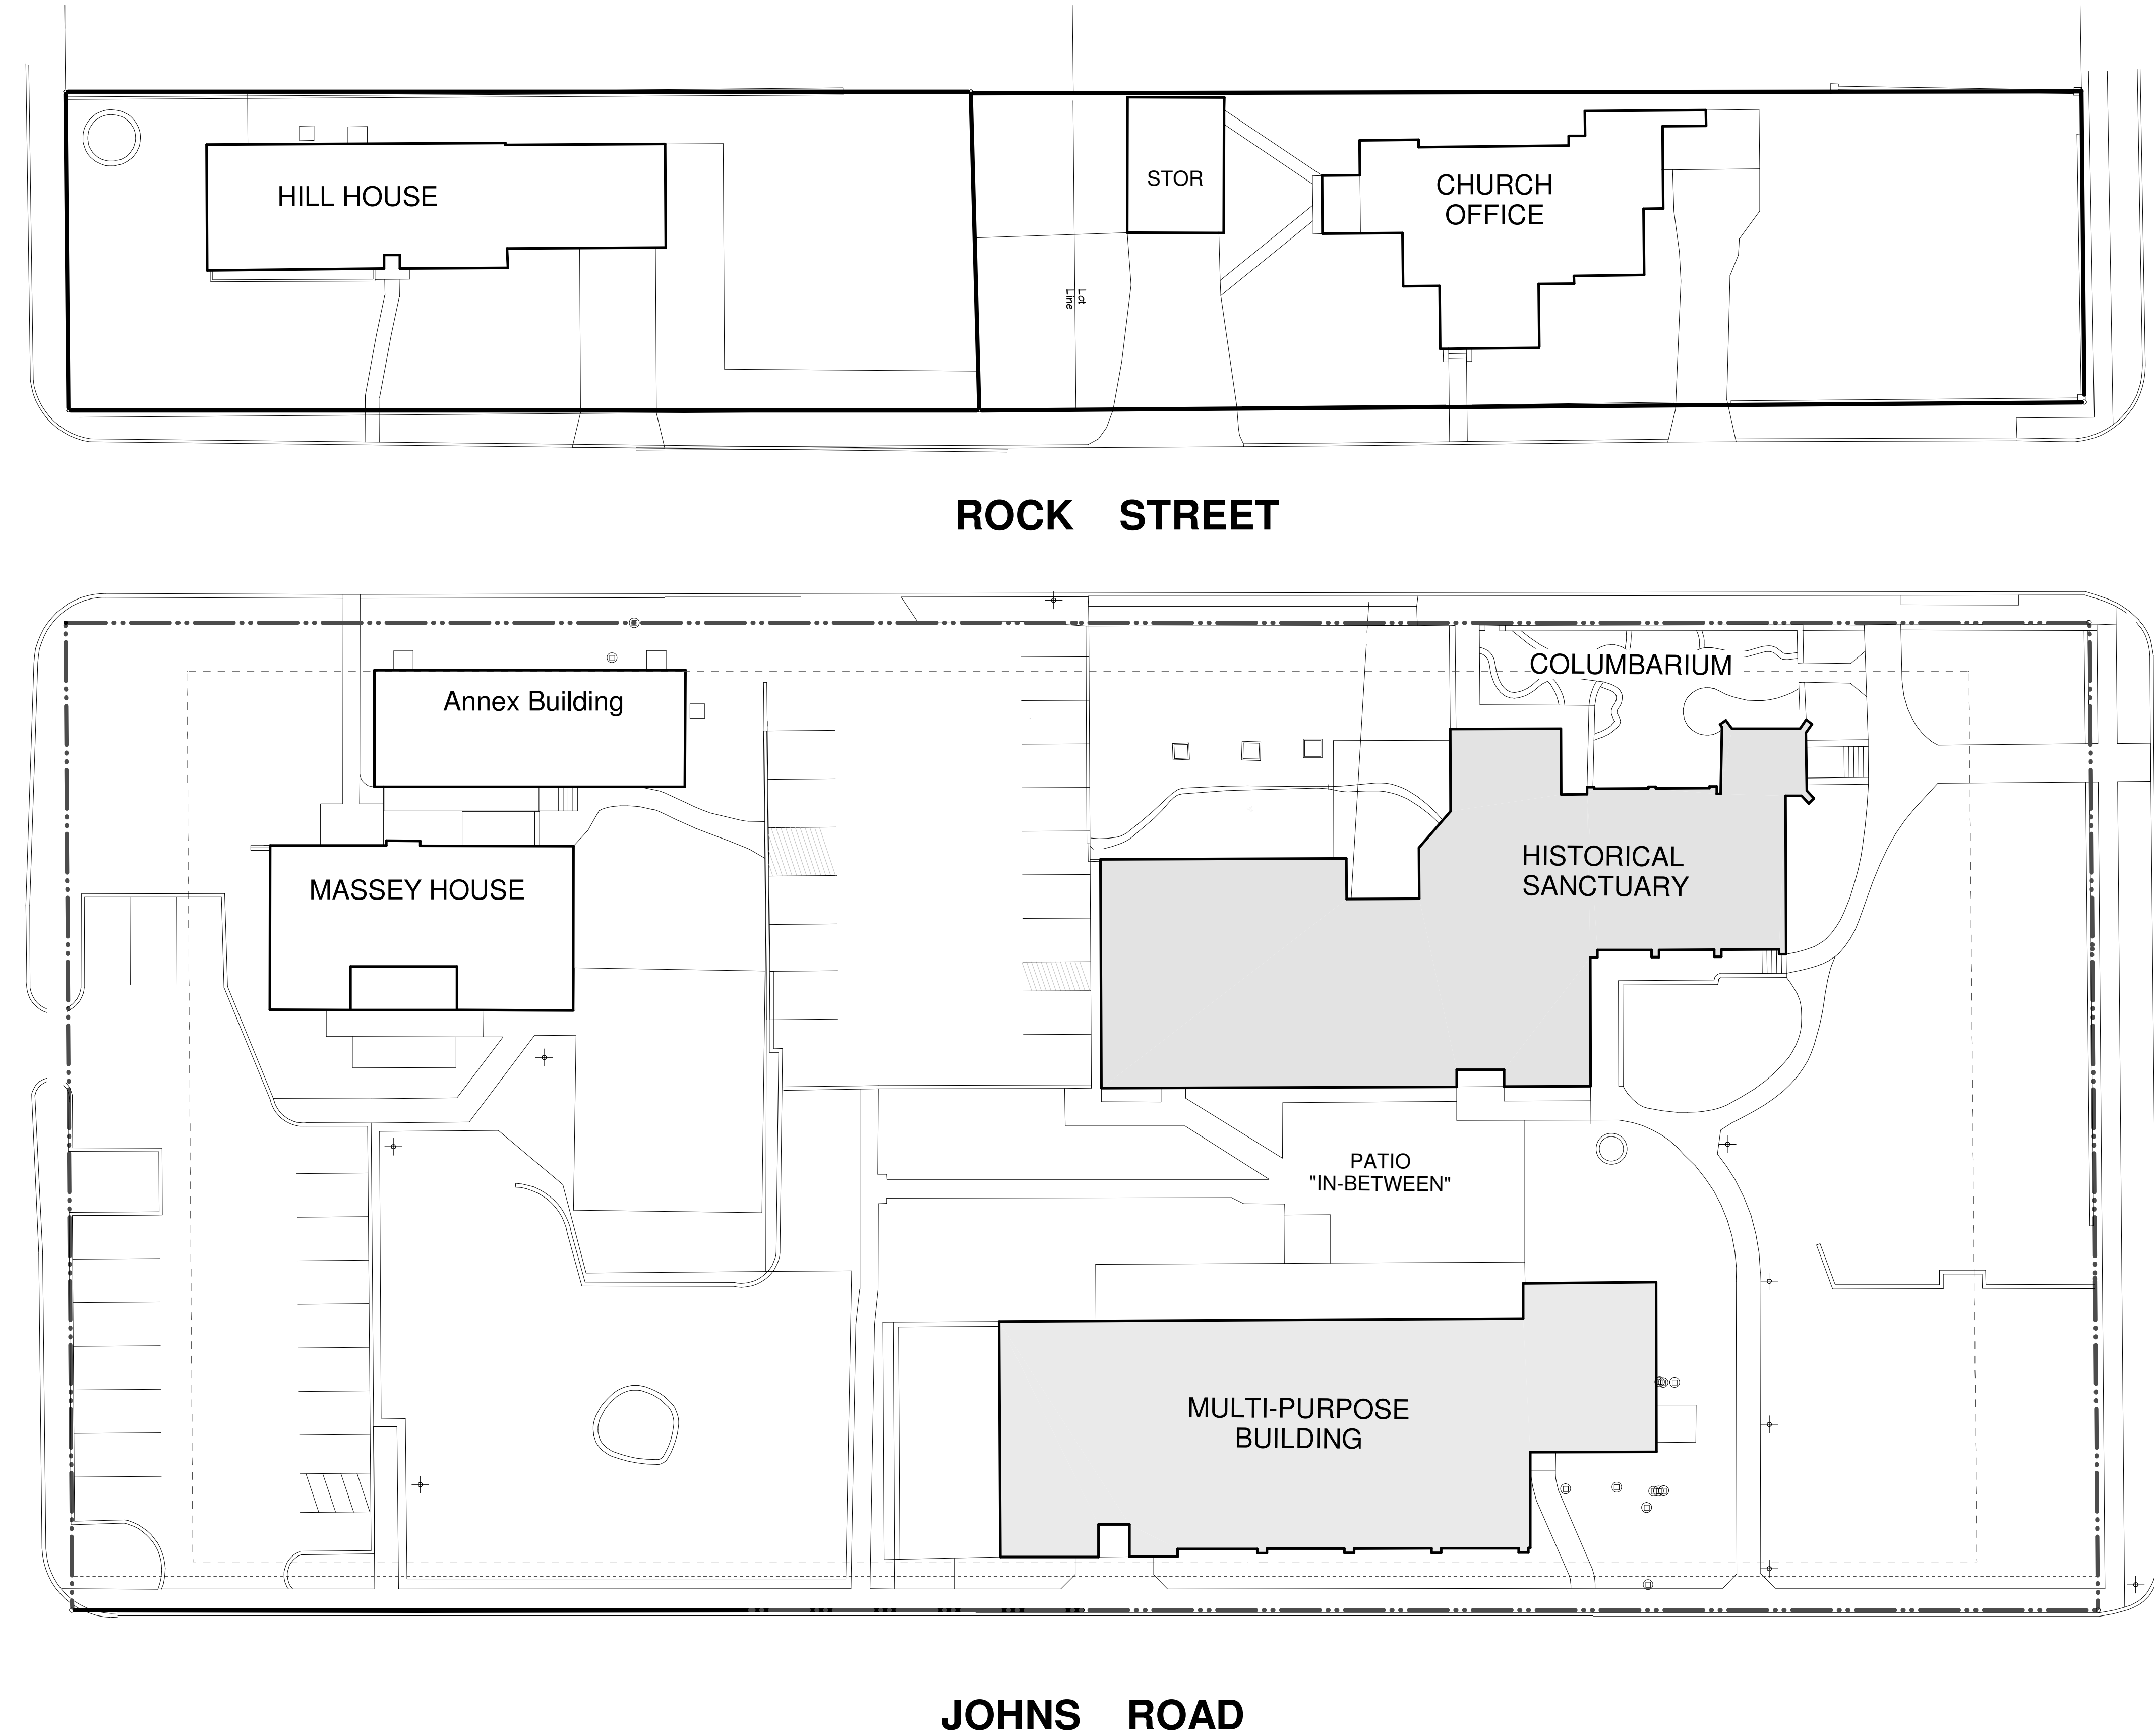 HILL HOUSE
STOR
CHURCH
OFFICE
Lot
Line
ROCK STREET
COLUMBARIUM
Annex Building
HISTORICAL
SANCTUARY
MASSEY HOUSE
PATIO
"IN-BETWEEN"
MULTI-PURPOSE
BUILDING
JOHNS ROAD